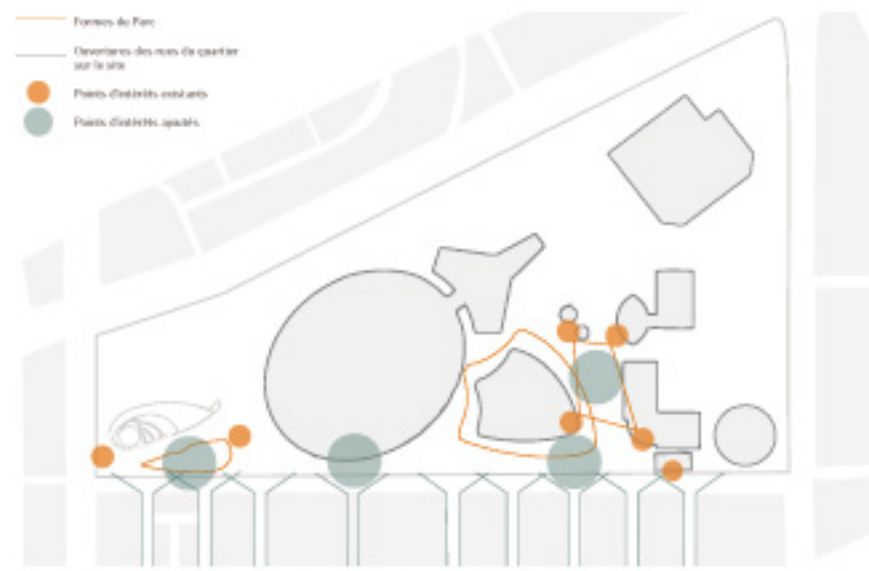 Formes du Parc
Ouvertures des rues du quartier
sur le site
Points d'intérêts existants
Points d'intérêts ajoutés